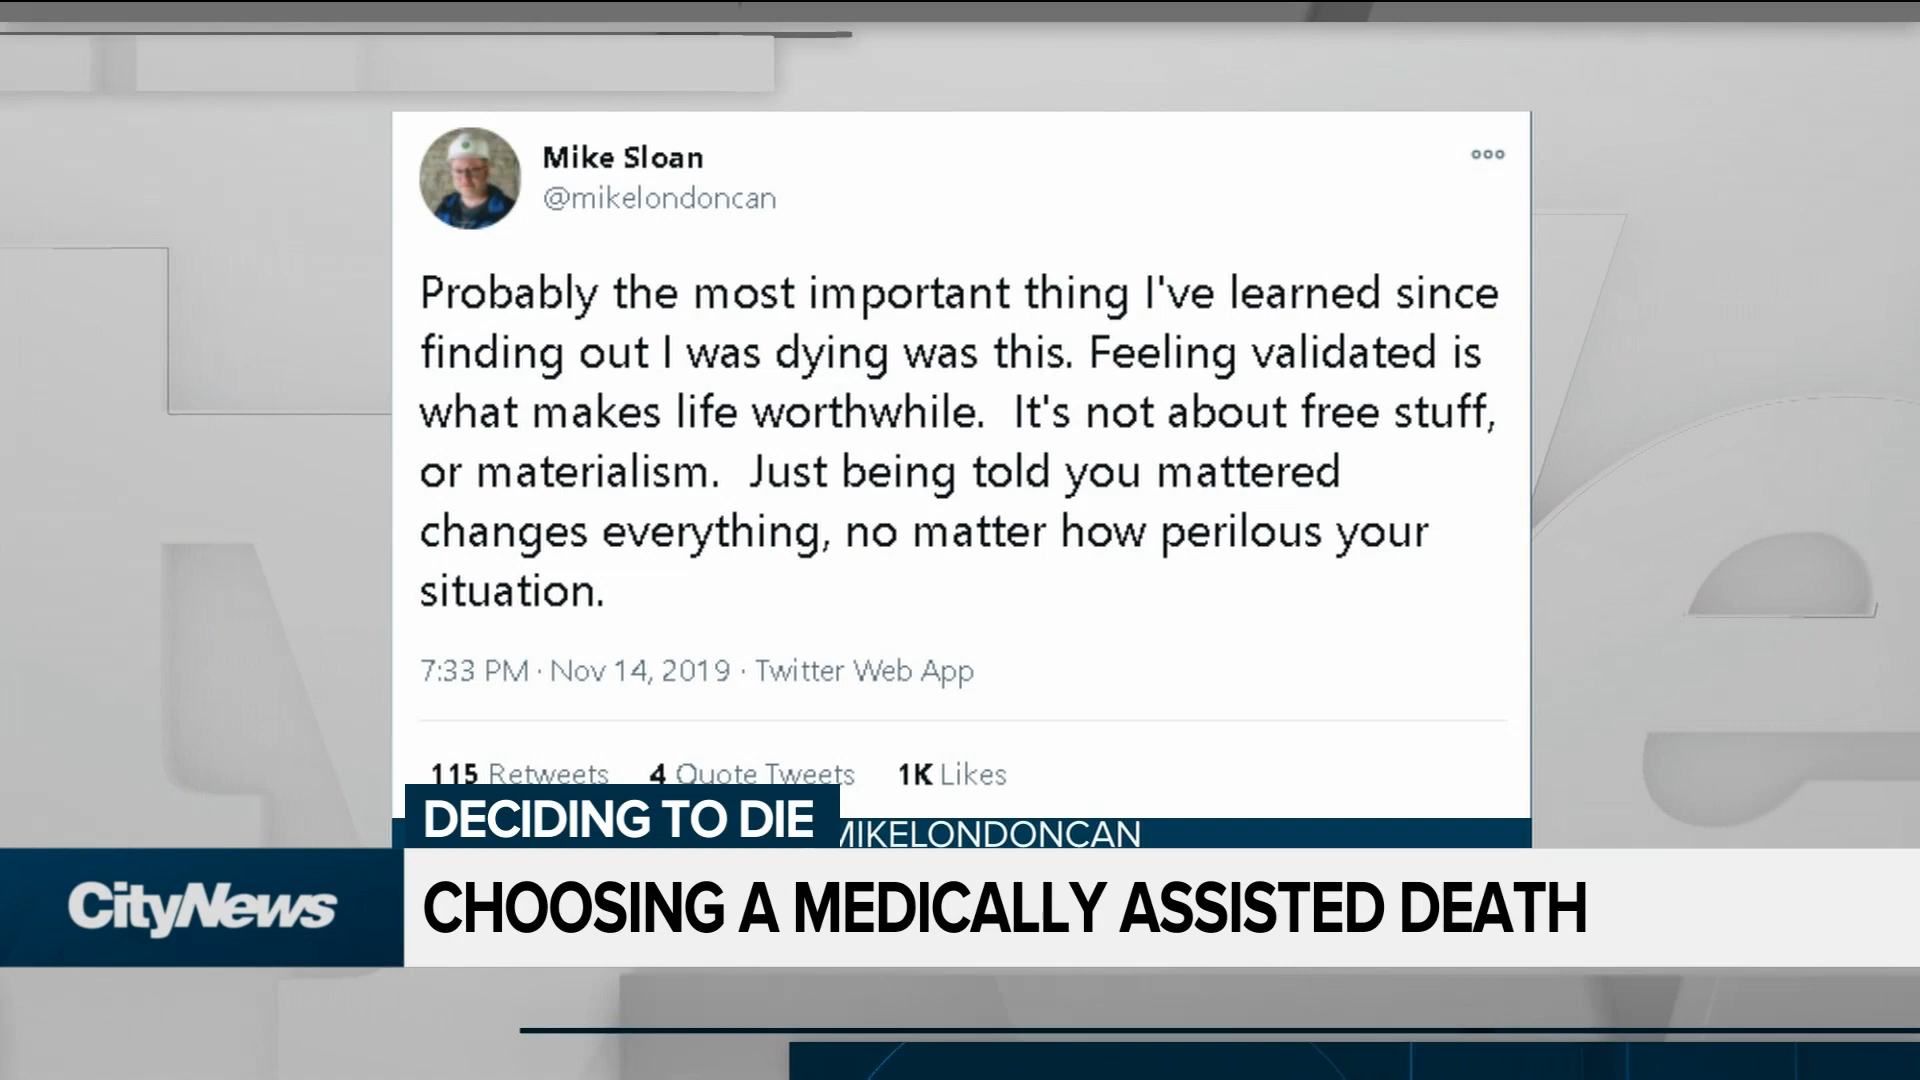 Mike Sloan
@mikelondoncan
Probably the most important thing I've learned since
finding out I was dying was this. Feeling validated is
what makes life worthwhile.  It's not about free stuff,
or materialism.  Just being told you mattered
changes everything, no matter how perilous your
situation.
7:33 PM · Nov 14, 2019 · Twitter Web App
115 Retweets 4 Quote Tweets 1K Likes
DECIDING TO DIE
MIKELONDONCAN
CityNews
CHOOSING A MEDICALLY ASSISTED DEATH